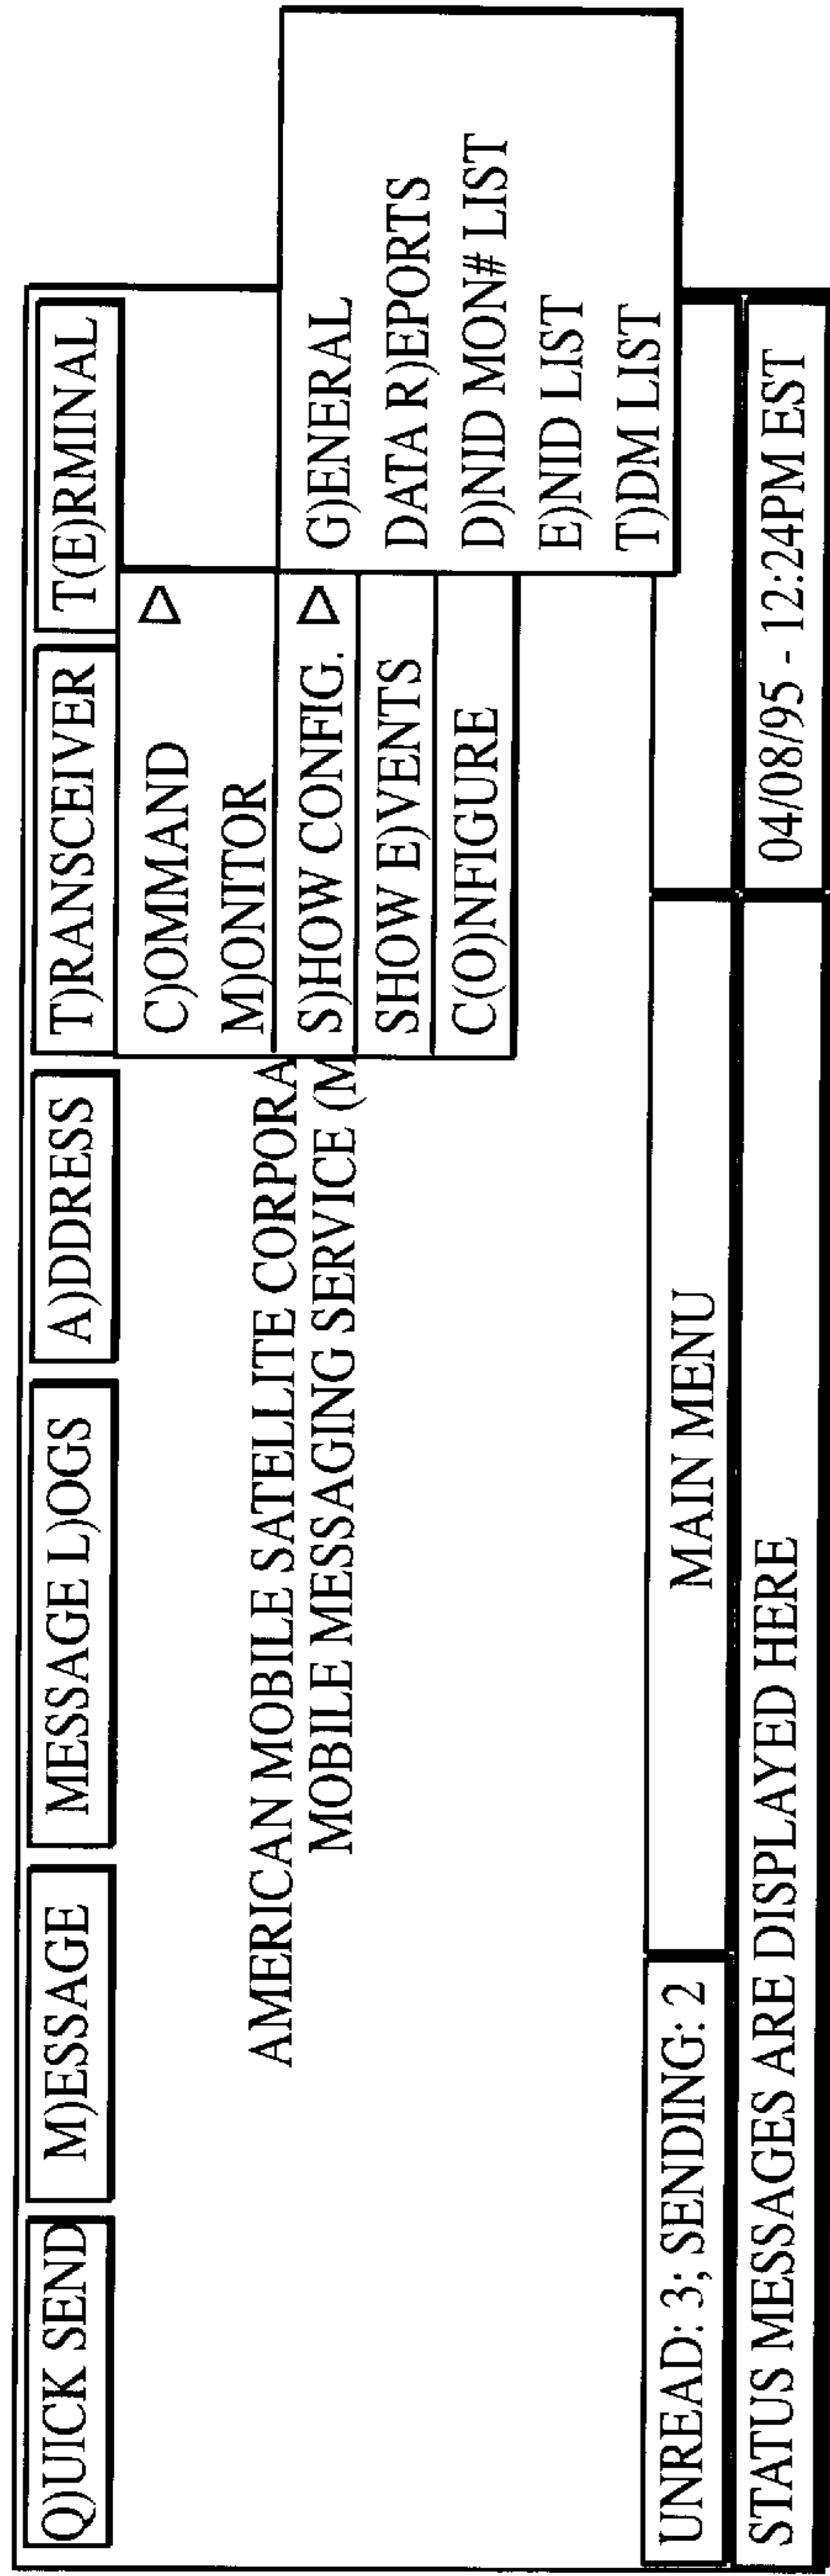 Q)UICK SEND M)ESSAGE MESSAGE L)OGS A)DDRESS T)RANSCEIVER T(E)RMINAL
C)OMMAND
M)ONITOR
S)HOW CONFIG.
SHOW E)VENTS
C(O)NFIGURE
G)ENERAL
DATA R)EPORTS
D)NID MON# LIST
E)NID LIST
T)DM LIST
AMERICAN MOBILE SATELLITE CORPORA
MOBILE MESSAGING SERVICE (M
UNREAD: 3; SENDING: 2 MAIN MENU
STATUS MESSAGES ARE DISPLAYED HERE 04/08/95 - 12:24PM EST